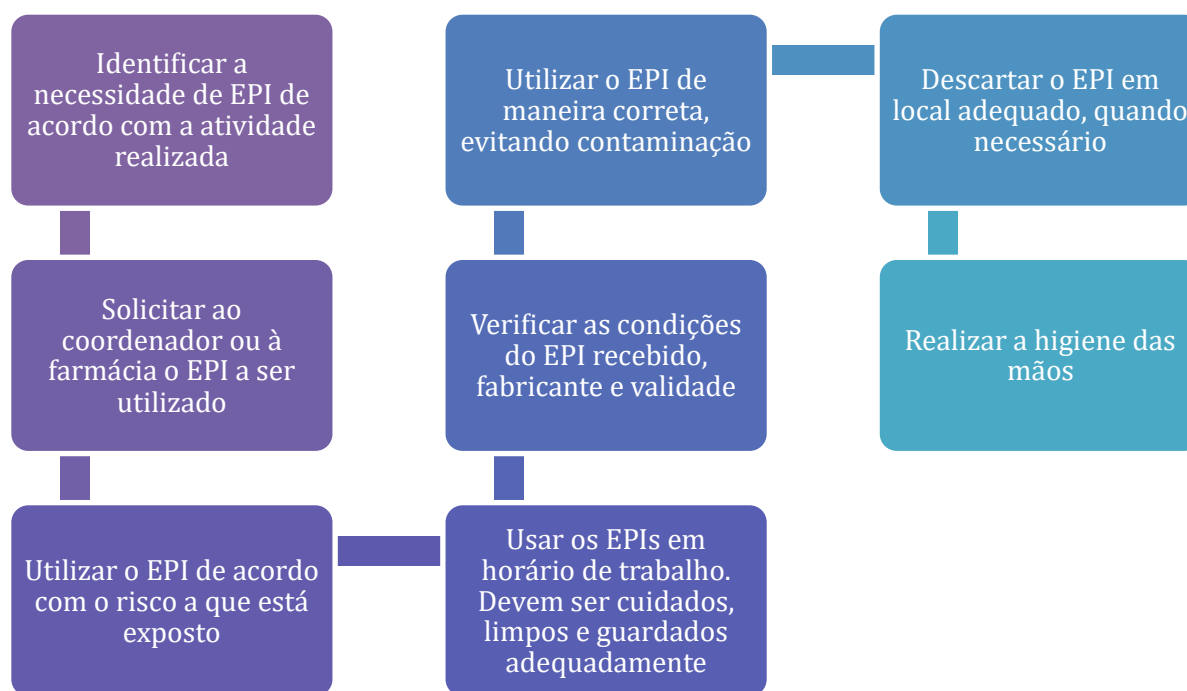 Identificar a
necessidade de EPI de
acordo com a atividade
realizada
Solicitar ao
coordenador ou à
farmácia o EPI a ser
utilizado
Utilizar o EPI de acordo
com o risco a que está
exposto
Usar os EPIs em
horário de trabalho.
Devem ser cuidados,
limpos e guardados
adequadamente
Verificar as condições
do EPI recebido,
fabricante e validade
Utilizar o EPI de
maneira correta,
evitando contaminação
Descartar o EPI em
local adequado, quando
necessário
Realizar a higiene das
mãos